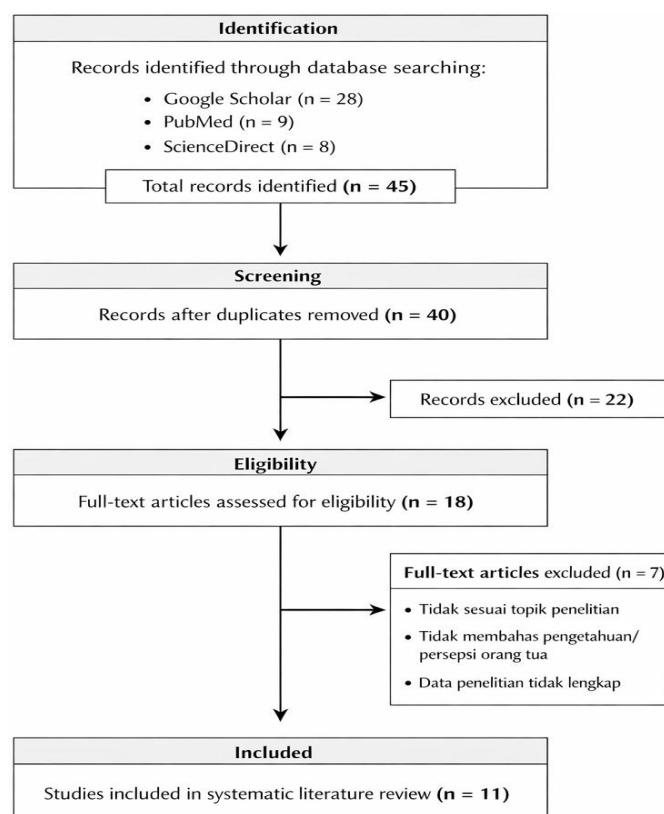 Identification
Records identified through database searching:
• Google Scholar (n = 28)
• PubMed (n = 9)
• ScienceDirect (n = 8)
Total records identified (n = 45)
Screening
Records after duplicates removed (n = 40)
Records excluded (n = 22)
Eligibility
Full-text articles assessed for eligibility (n = 18)
Full-text articles excluded (n = 7)
• Tidak sesuai topik penelitian
• Tidak membahas pengetahuan/
persepsi orang tua
• Data penelitian tidak lengkap
Included
Studies included in systematic literature review (n = 11)